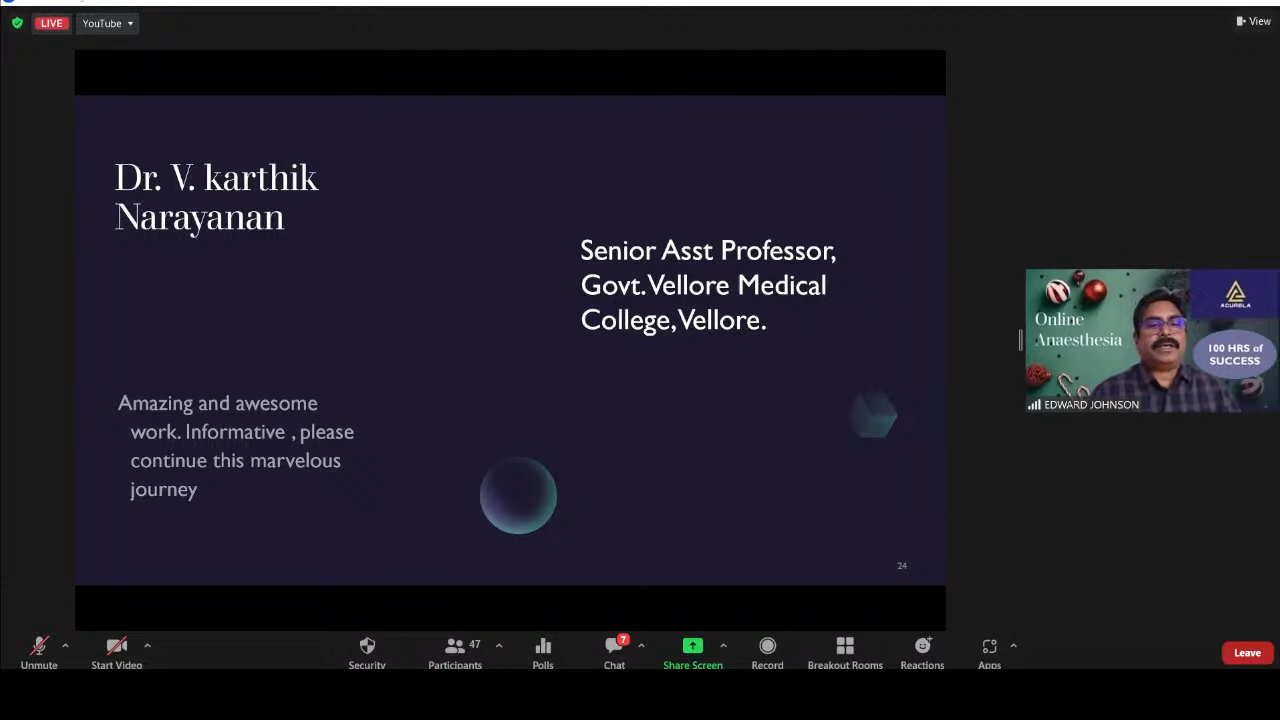 LIVE
YouTube
View
Dr. V. karthik
Narayanan
Senior Asst Professor,
Govt.Vellore Medical
College,Vellore.
Amazing and awesome
work. Informative , please
continue this marvelous
journey
24
Online
Anaesthesia
ACURELA
100 HRS of
SUCCESS
EDWARD JOHNSON
Unmute
Start Video
Security
47
Participants
Polls
7
Chat
Share Screen
Record
Breakout Rooms
Reactions
Apps
Leave